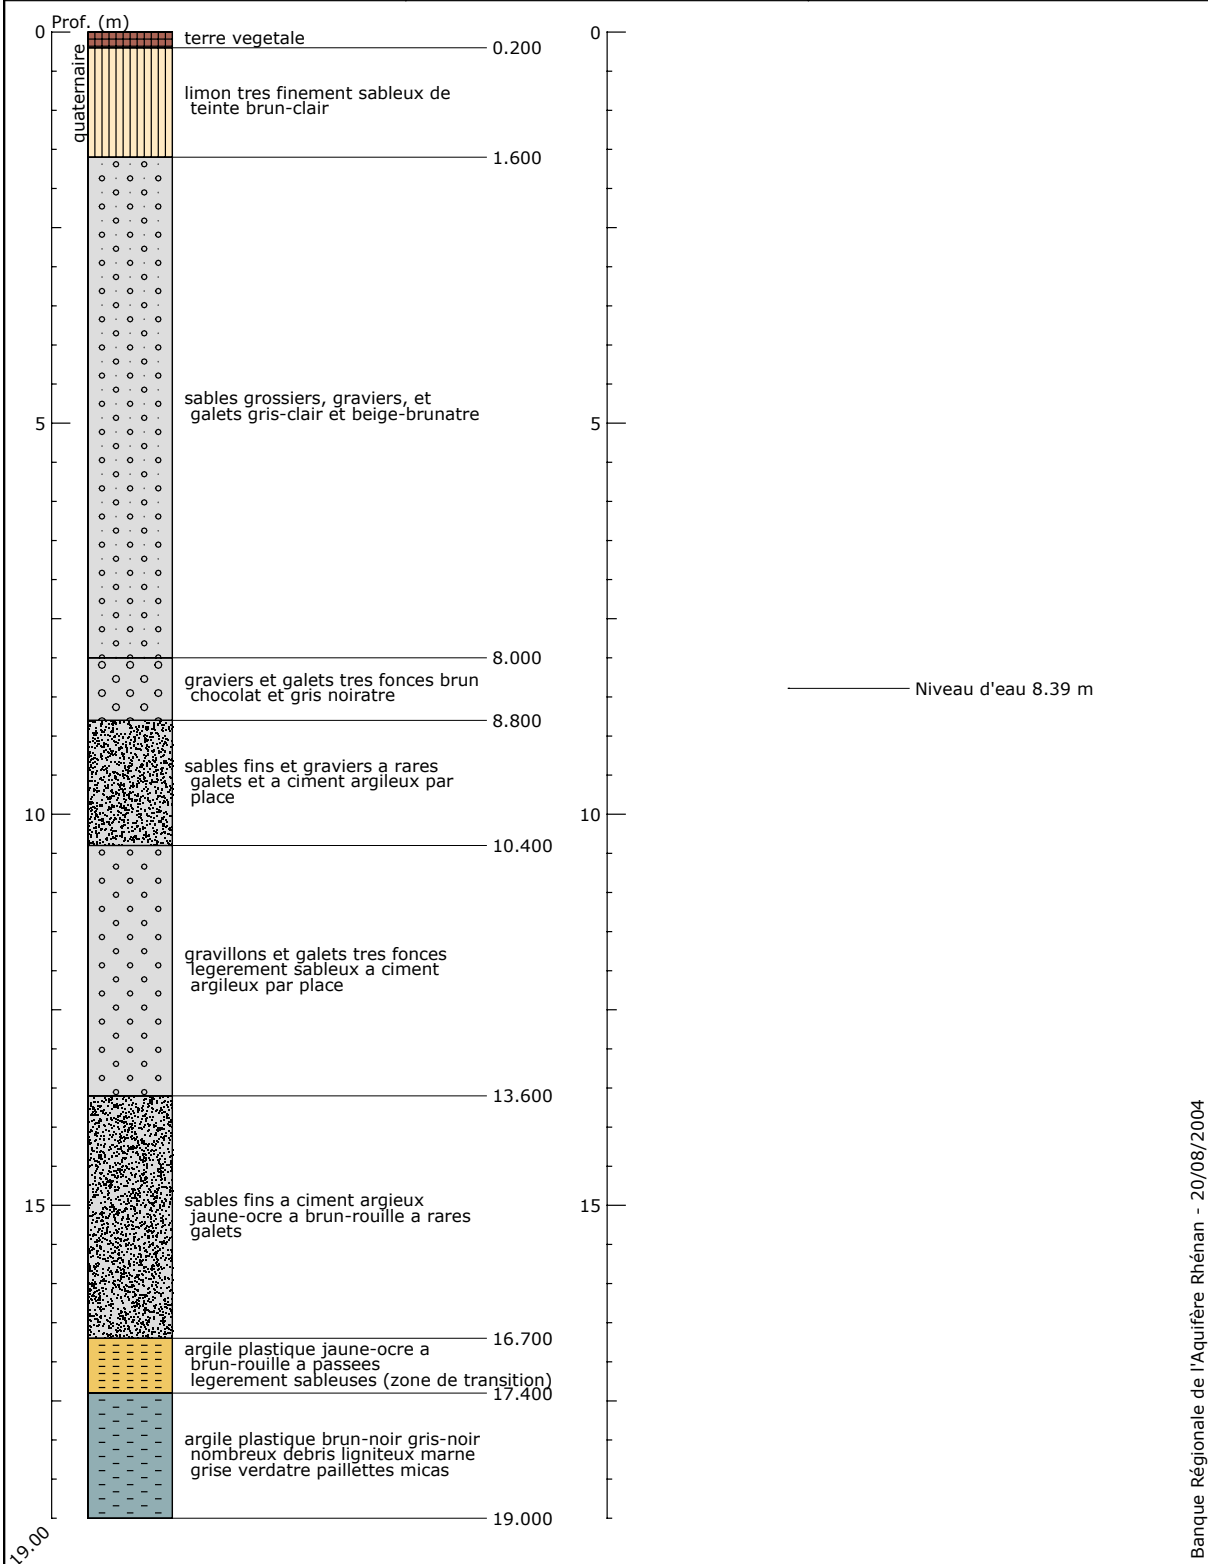 Prof. (m)
0
quaternaire
terre vegetale
0.200
limon tres finement sableux de
teinte brun-clair
1.600
sables grossiers, graviers, et
galets gris-clair et beige-brunatre
5
8.000
graviers et galets tres fonces brun
chocolat et gris noiratre
8.800
sables fins et graviers a rares
galets et a ciment argileux par
place
10
10.400
gravillons et galets tres fonces
legerement sableux a ciment
argileux par place
13.600
sables fins a ciment argieux
jaune-ocre a brun-rouille a rares
galets
15
16.700
argile plastique jaune-ocre a
brun-rouille a passees
legerement sableuses (zone de transition)
17.400
argile plastique brun-noir gris-noir
nombreux debris ligniteux marne
grise verdatre paillettes micas
19.000
19.00
0
5
Niveau d'eau 8.39 m
10
15
Banque Régionale de l'Aquifère Rhénan - 20/08/2004